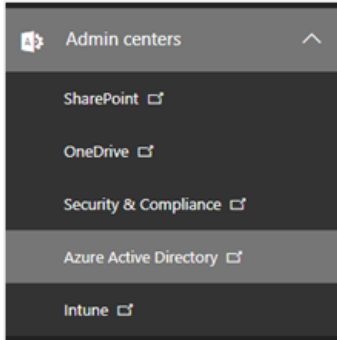 Admin centers
SharePoint
OneDrive
Security & Compliance
Azure Active Directory
Intune